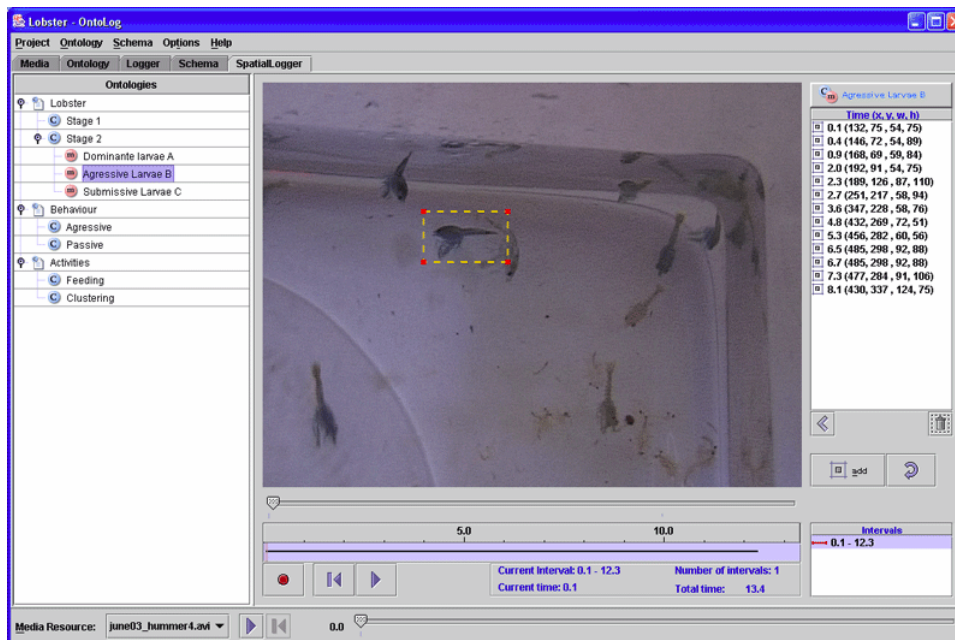 Lobster - OntoLog
Project Ontology Schema Options Help
Media Ontology Logger Schema SpatialLogger
Ontologies
Lobster
Stage 1
Stage 2
Dominante larvae A
Agressive Larvae B
Submissive Larvae C
Behaviour
Agressive
Passive
Activities
Feeding
Clustering
Agressive Larvae B
Time (x, y, w, h)
0.1 (132, 75 , 54, 75)
0.4 (146, 72 , 54, 89)
0.9 (168, 69 , 59, 84)
2.0 (192, 91 , 54, 75)
2.3 (189, 126 , 87, 110)
2.7 (251, 217 , 58, 94)
3.6 (347, 228 , 58, 76)
4.8 (432, 269 , 72, 51)
5.3 (456, 282 , 60, 56)
6.5 (485, 298 , 92, 88)
6.7 (485, 298 , 92, 88)
7.3 (477, 284 , 91, 106)
8.1 (430, 337 , 124, 75)
add
5.0 10.0
Intervals
0.1 - 12.3
Current Interval: 0.1 - 12.3 Number of intervals: 1
Current time: 0.1 Total time: 13.4
Media Resource: june03_hummer4.avi 0.0